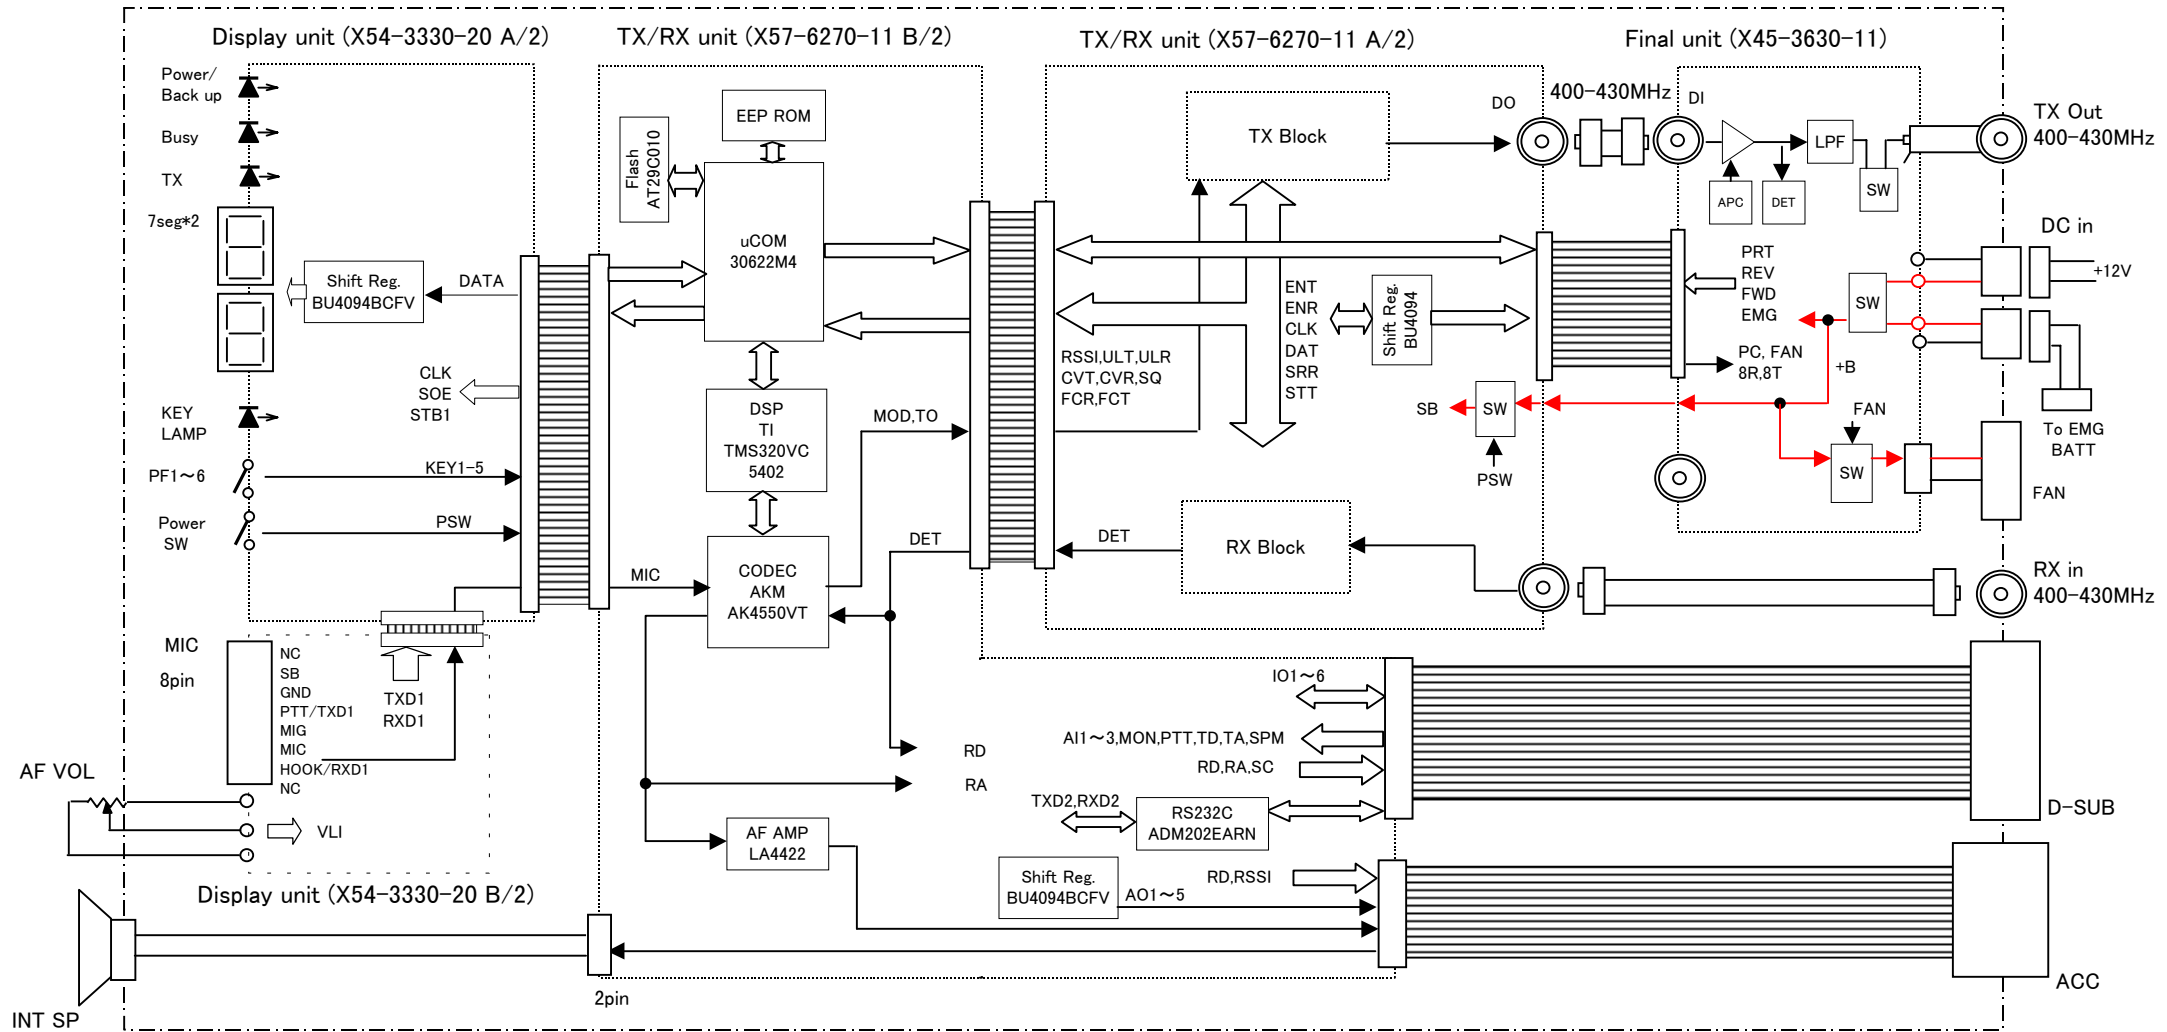 Display unit (X54-3330-20 A/2)
TX/RX unit (X57-6270-11 B/2)
TX/RX unit (X57-6270-11 A/2)
Final unit (X45-3630-11)
Power/
Back up
Busy
TX
7seg*2
Shift Reg.
BU4094BCFV
DATA
CLK
SOE
STB1
KEY
LAMP
PF1～6
KEY1-5
Power
SW
PSW
EEP ROM
Flash
AT29C010
uCOM
30622M4
DSP
TI
TMS320VC
5402
MOD,TO
CODEC
AKM
AK4550VT
MIC
DET
TX Block
DO
400-430MHz
DI
LPF
SW
APC
DET
TX Out
400-430MHz
DC in
+12V
PRT
REV
FWD
EMG
SW
PC, FAN
8R,8T
+B
ENT
ENR
CLK
DAT
SRR
STT
Shift Reg.
BU4094
RSSI,ULT,ULR
CVT,CVR,SQ
FCR,FCT
SB
SW
PSW
FAN
SW
To EMG
BATT
FAN
DET
RX Block
RX in
400-430MHz
MIC
8pin
NC
SB
GND
PTT/TXD1
MIG
MIC
HOOK/RXD1
NC
TXD1
RXD1
AF VOL
VLI
Display unit (X54-3330-20 B/2)
INT SP
2pin
RD
RA
AF AMP
LA4422
IO1～6
AI1～3,MON,PTT,TD,TA,SPM
RD,RA,SC
TXD2,RXD2
RS232C
ADM202EARN
D-SUB
Shift Reg.
BU4094BCFV
RD,RSSI
AO1～5
ACC